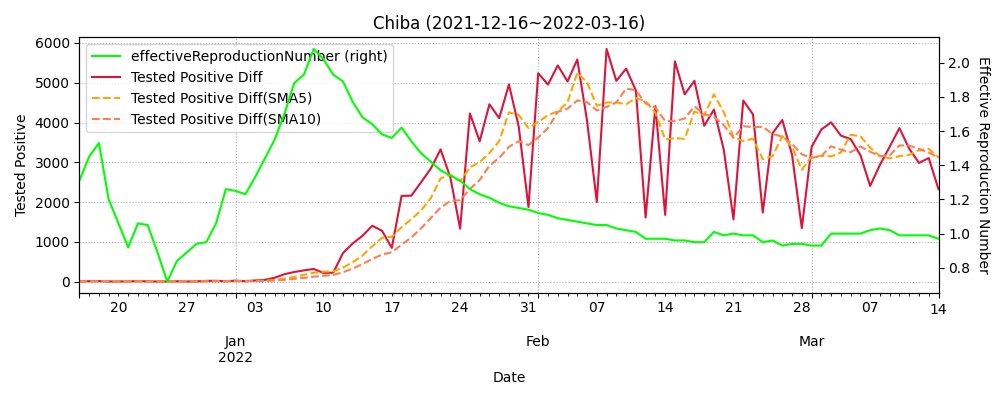 Chiba (2021-12-16~2022-03-16)
effectiveReproductionNumber (right)
Tested Positive Diff
Tested Positive Diff(SMA5)
Tested Positive Diff(SMA10)
Tested Positive
6000
5000
4000
3000
2000
1000
0
Effective Reproduction Number
2.0
1.8
1.6
1.4
1.2
1.0
0.8
20 27 03 10 17 24 31 07 14 21 28 07 14
Jan Feb Mar
2022
Date